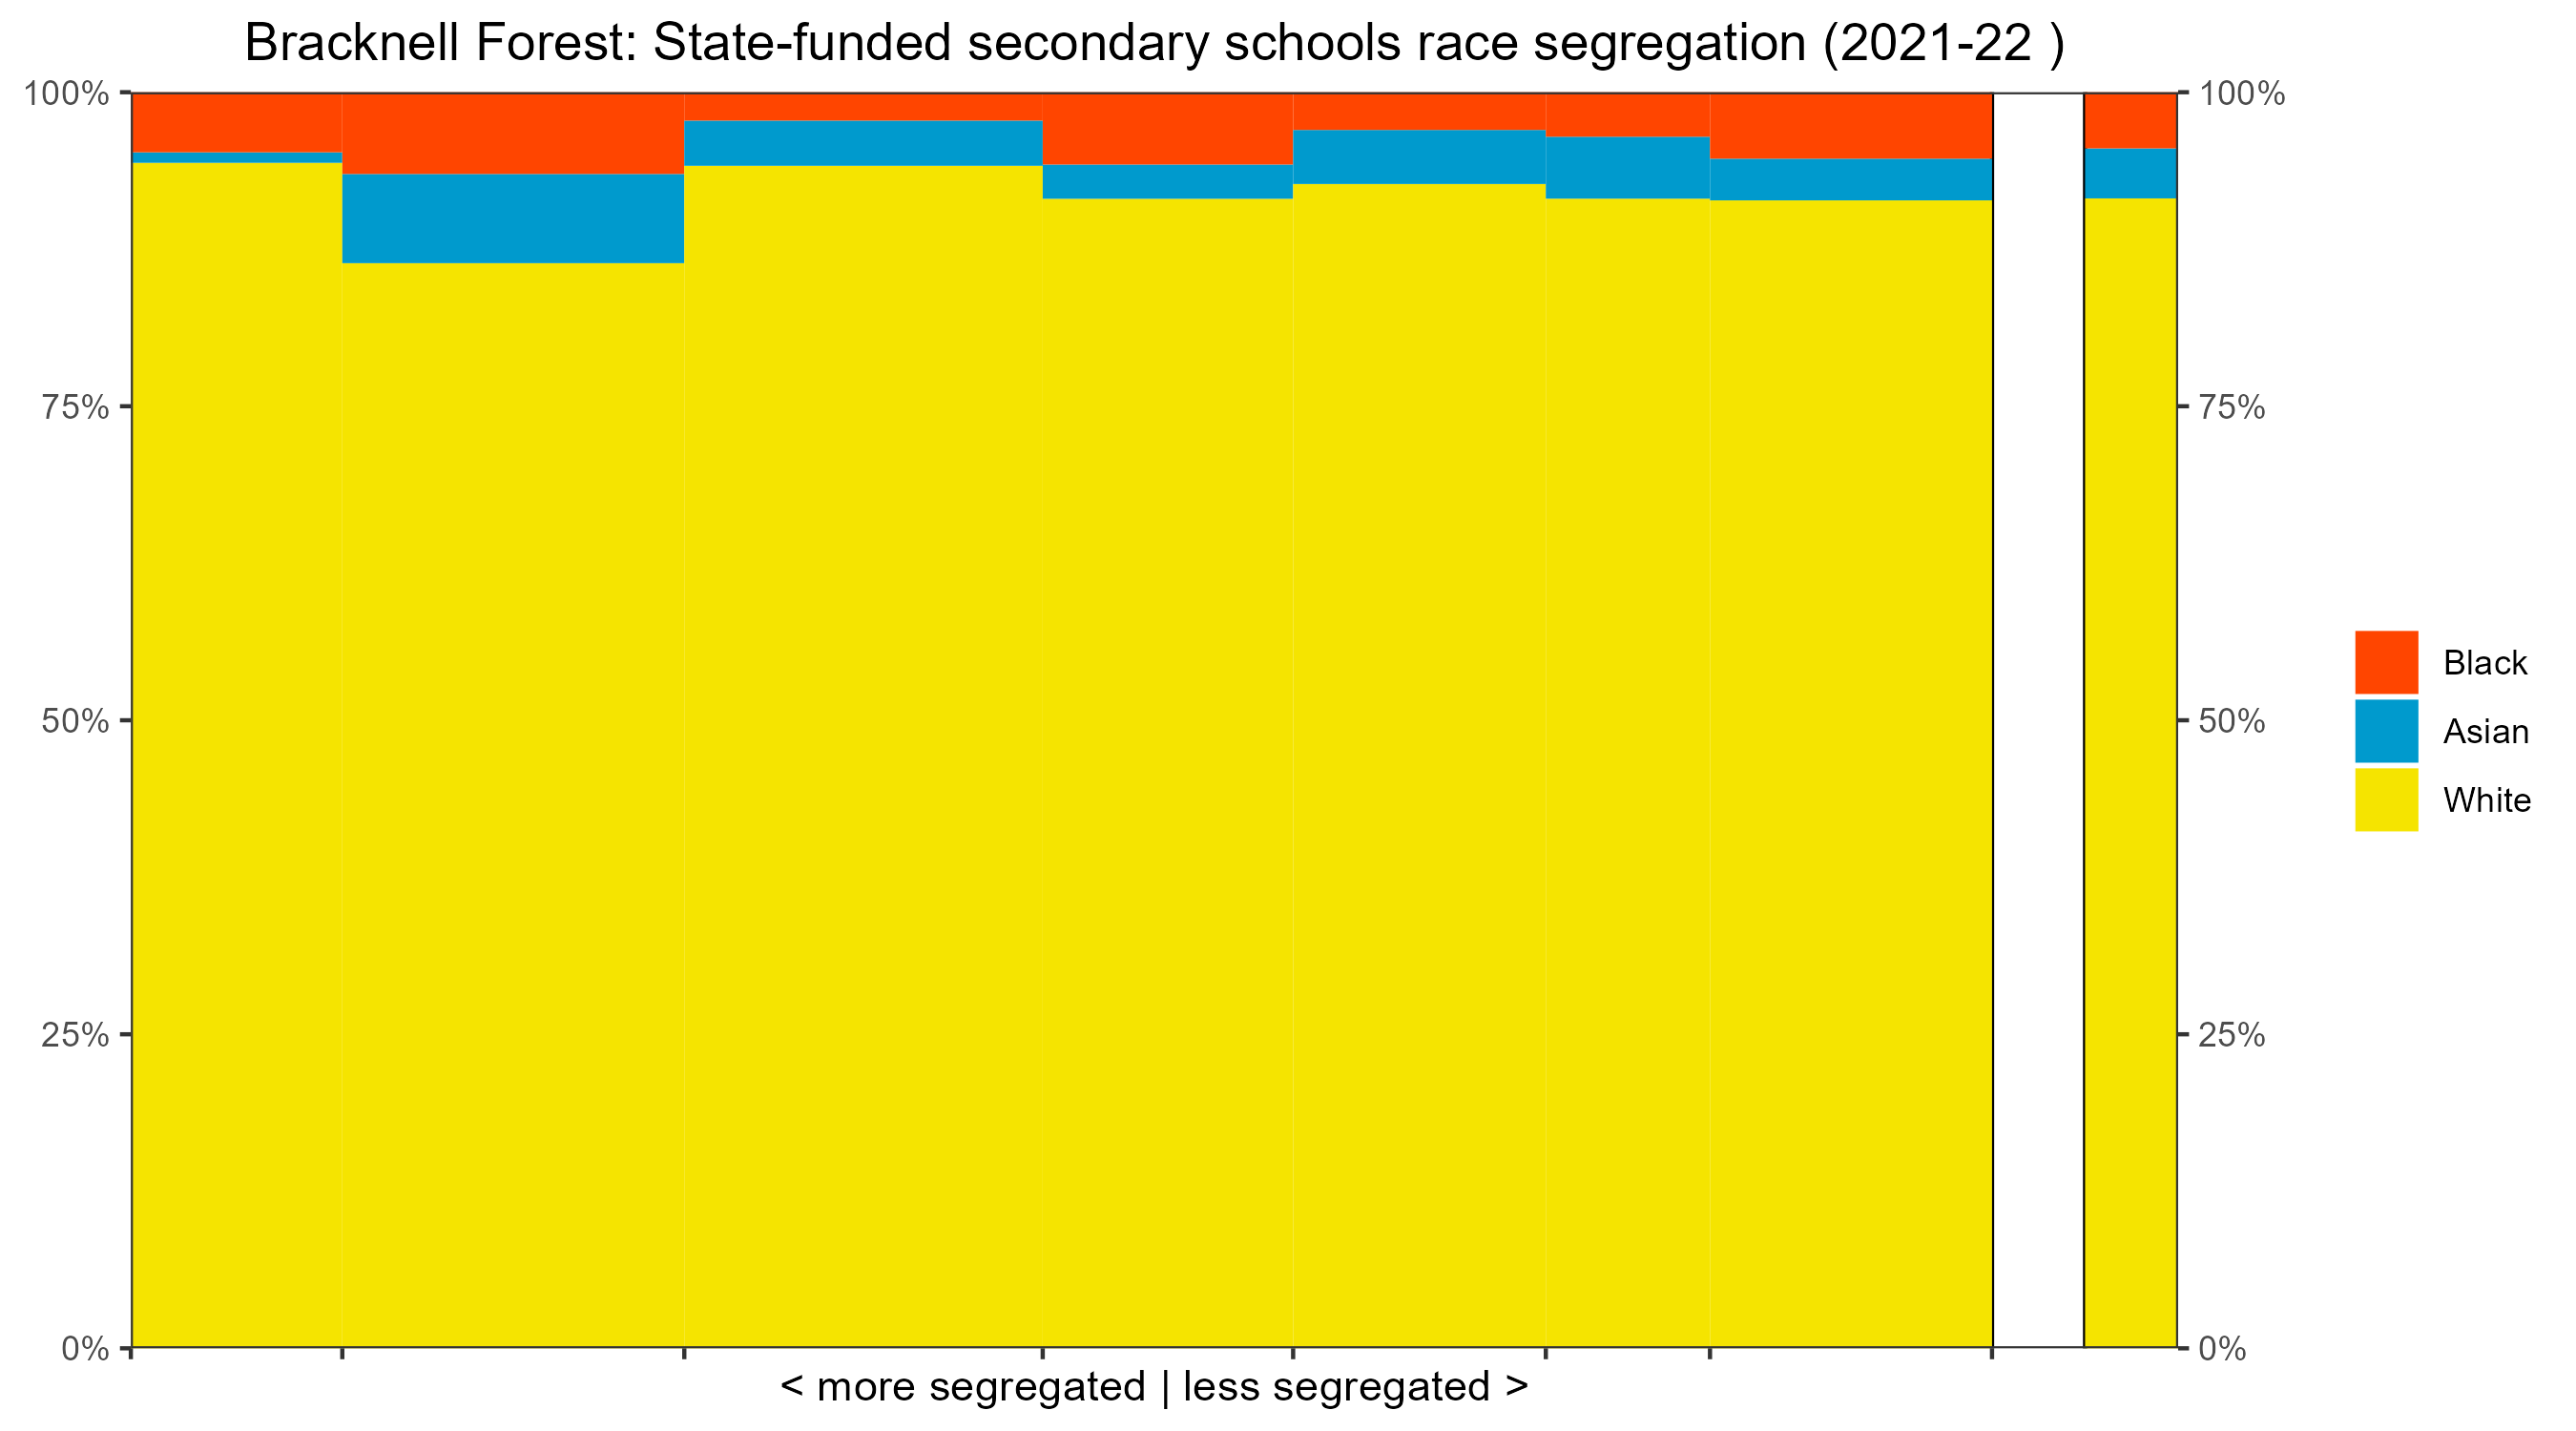 Bracknell Forest: State-funded secondary schools race segregation (2021-22 )
100%
75%
50%
25%
0%
100%
75%
50%
25%
0%
Black
Asian
White
< more segregated | less segregated >